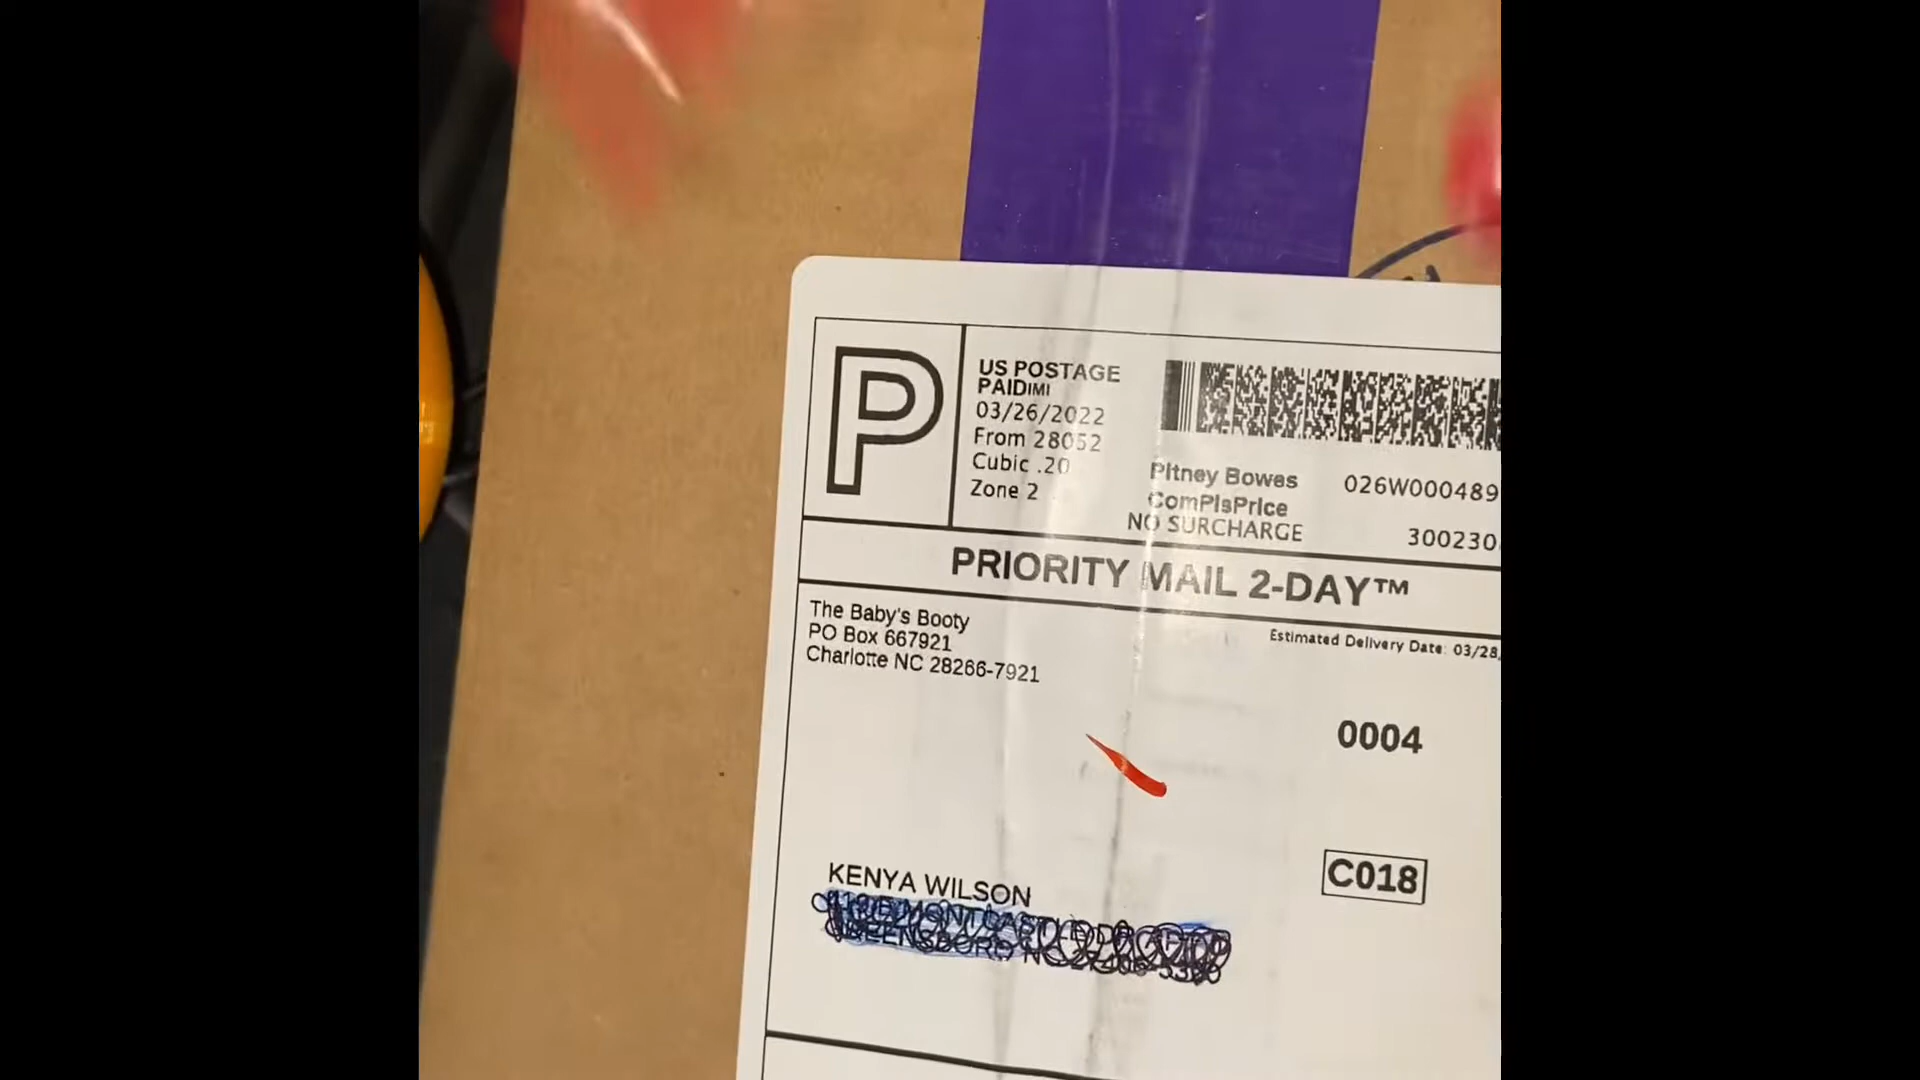 P
US POSTAGE
PAIDIMI
03/26/2022
From 28052
Cubic .20
Zone 2
Pitney Bowes
ComPlsPrice
NO SURCHARGE
026W000489
300230
PRIORITY MAIL 2-DAY™
The Baby's Booty
PO Box 667921
Charlotte NC 28266-7921
Estimated Delivery Date: 03/28
0004
C018
KENYA WILSON